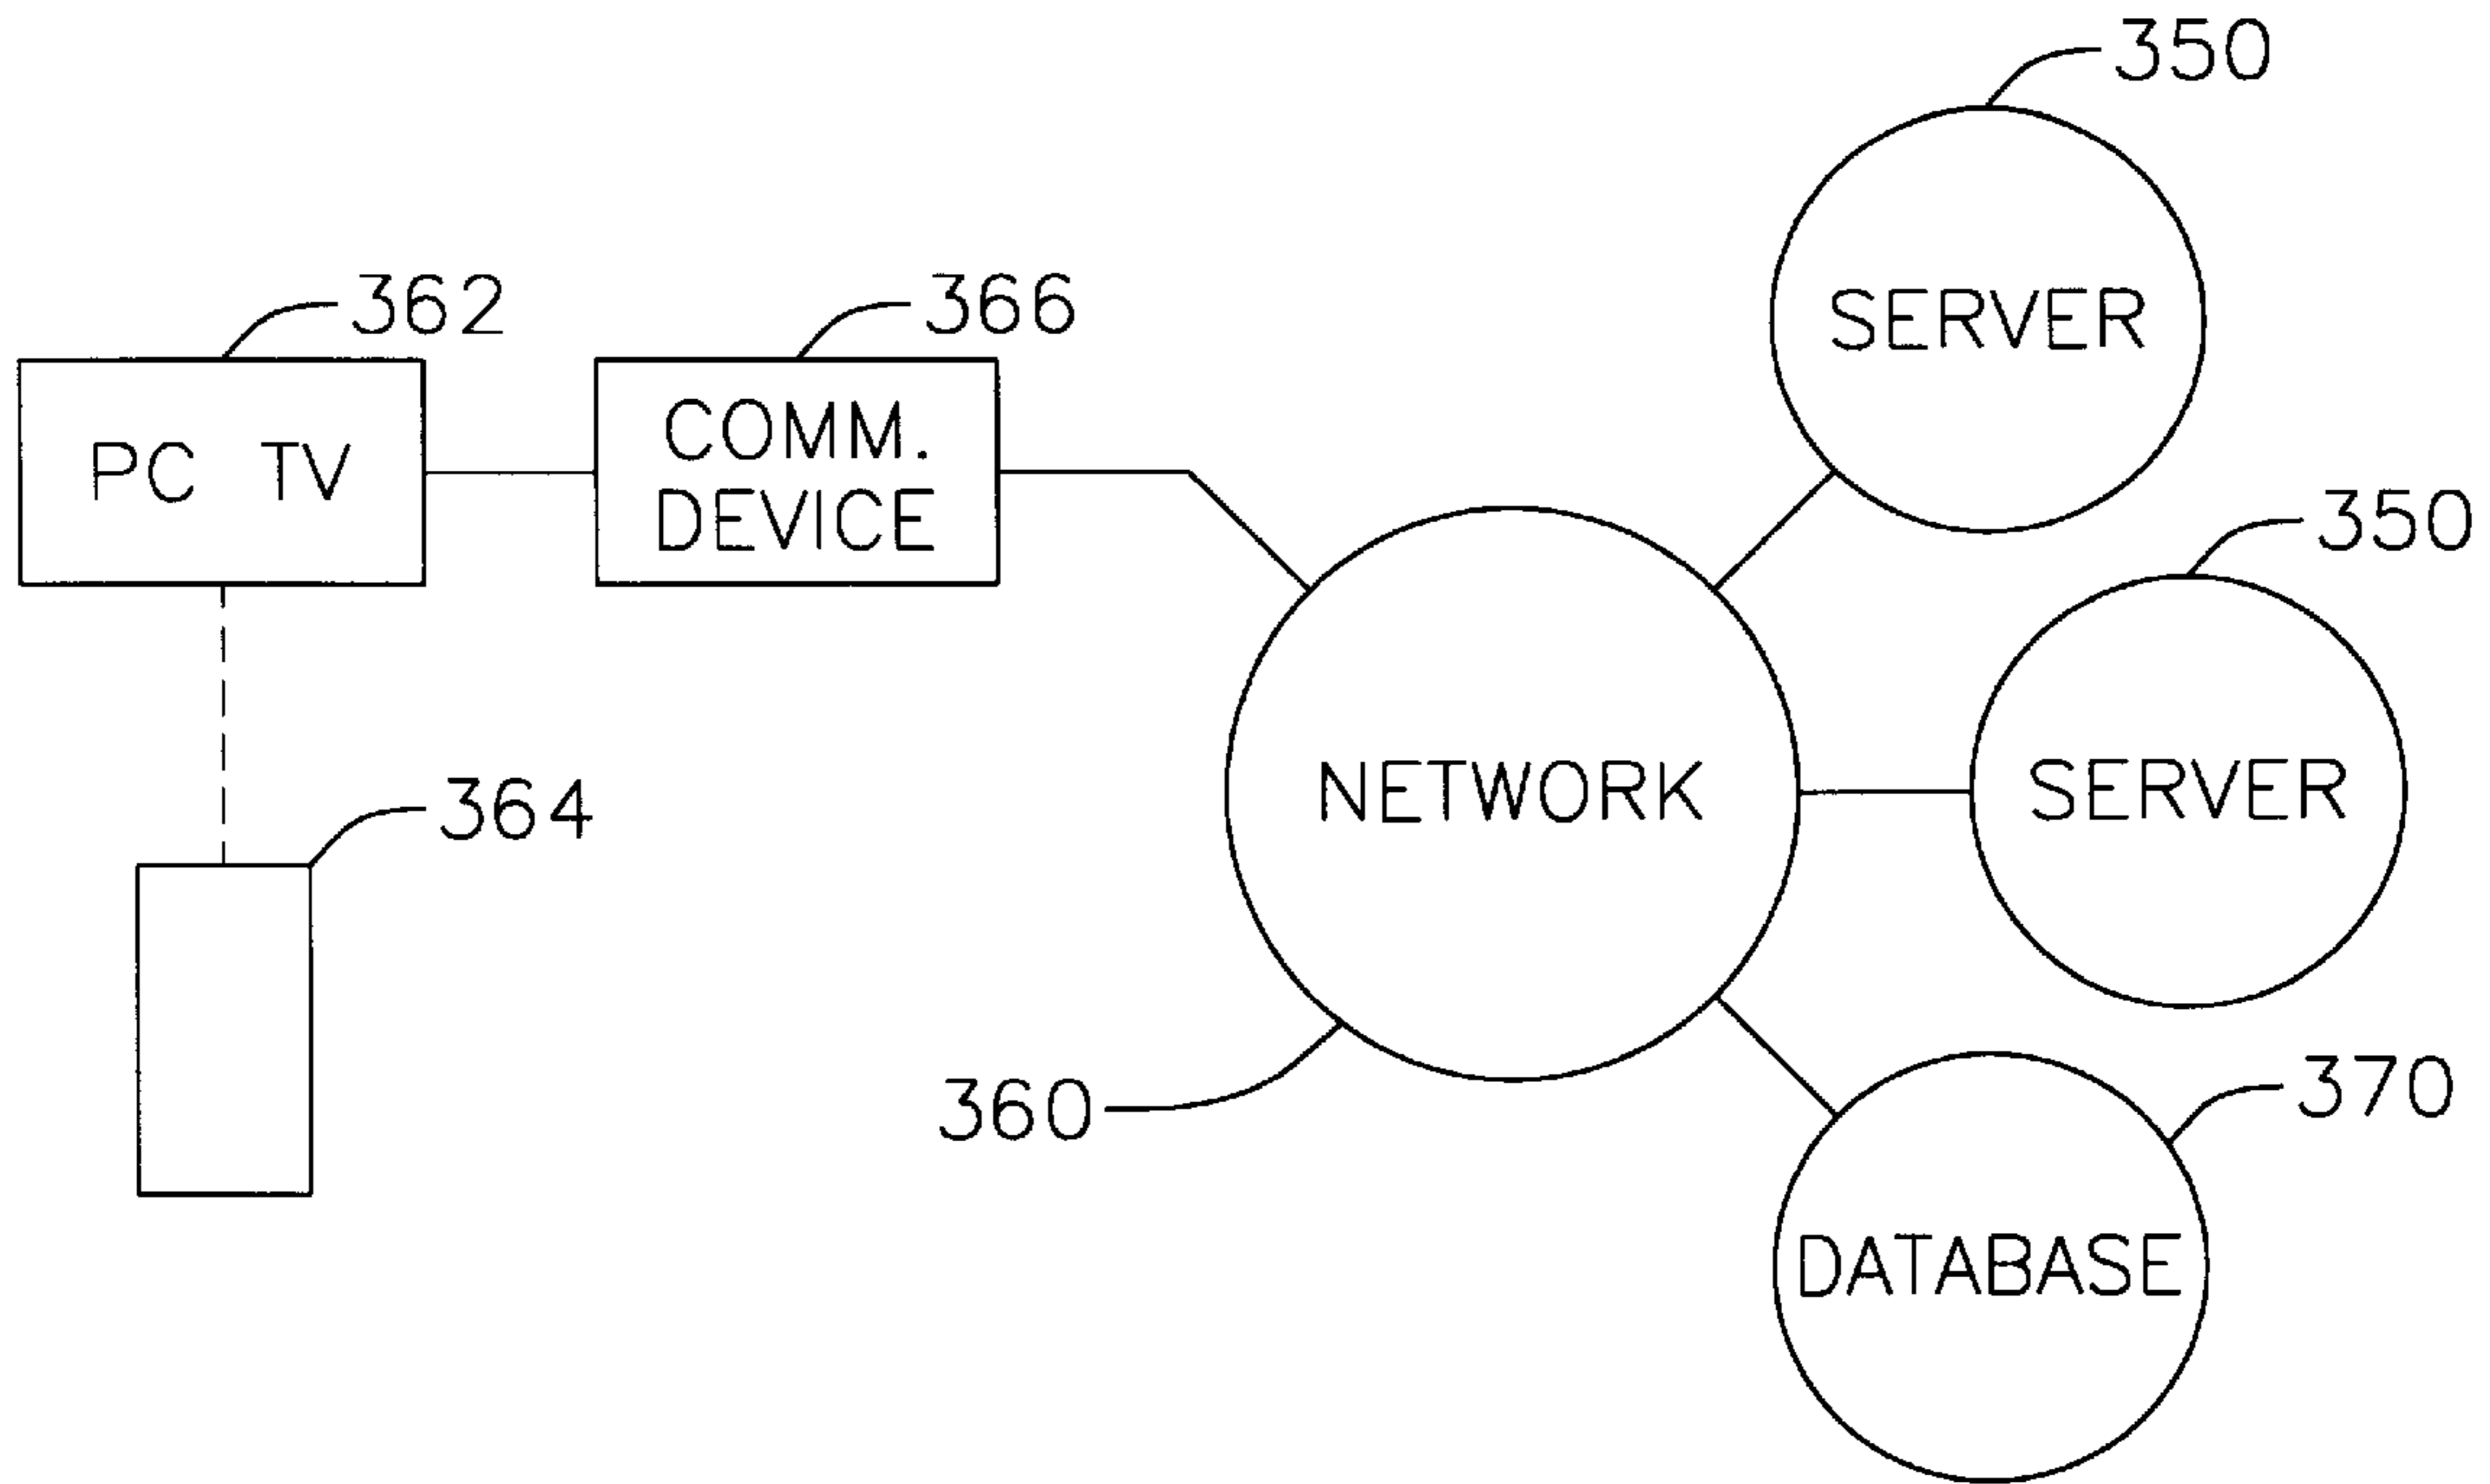 350
362
366
SERVER
PC TV
COMM.
DEVICE
350
364
NETWORK
SERVER
360
370
DATABASE